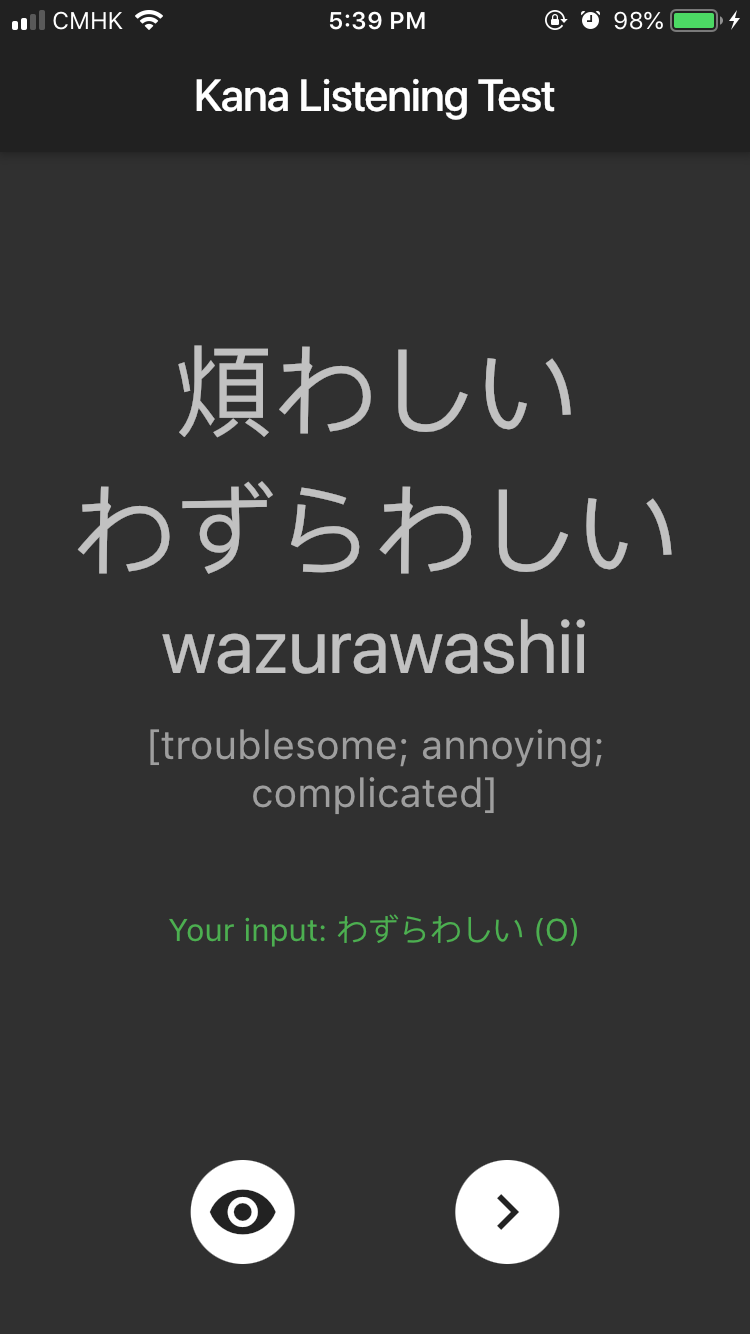 CMHK 5:39 PM 98%
Kana Listening Test
煩わしい
わずらわしい
wazurawashii
[troublesome; annoying;
complicated]
Your input: わずらわしい (O)